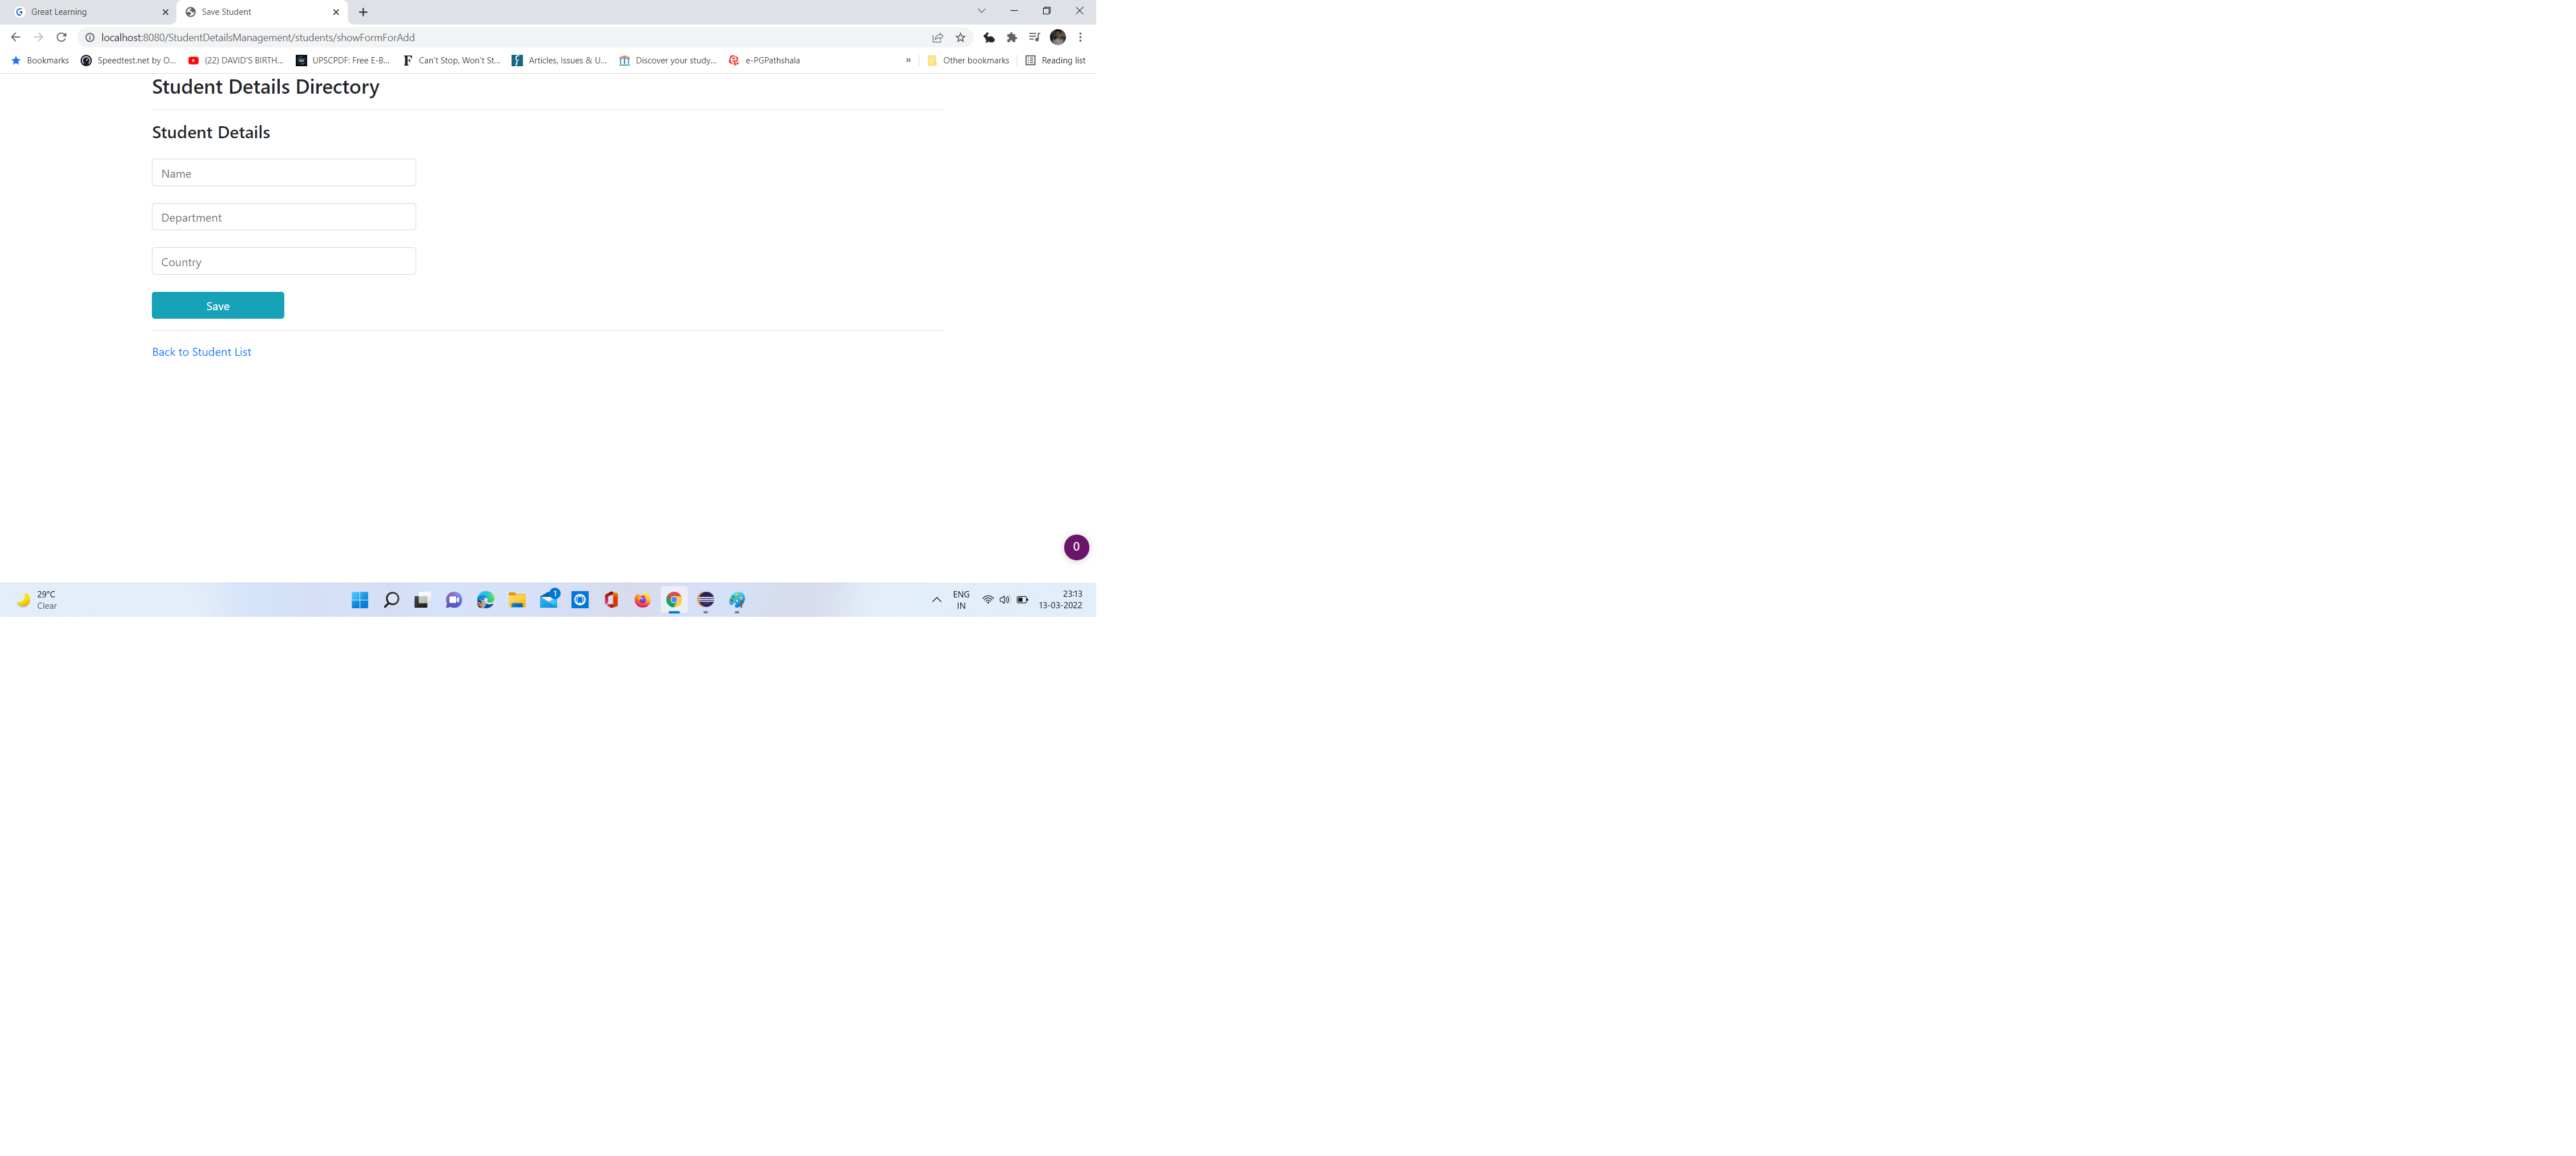 Great Learning
Save Student
localhost:8080/StudentDetailsManagement/students/showFormForAdd
Bookmarks
Speedtest.net by O...
(22) DAVID'S BIRTH...
UPSCPDF: Free E-B...
Can't Stop, Won't St...
Articles, Issues & U...
Discover your study...
e-PGPathshala
»
Other bookmarks
Reading list
Student Details Directory
Student Details
Name
Department
Country
Save
Back to Student List
0
29°C
Clear
1
ENG
IN
23:13
13-03-2022